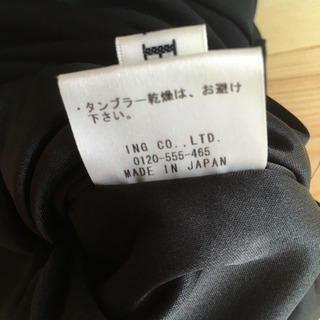 ・タンブラー乾燥は、お避け
下さい。
ING CO.,LTD.
0120-555-465
MADE IN JAPAN